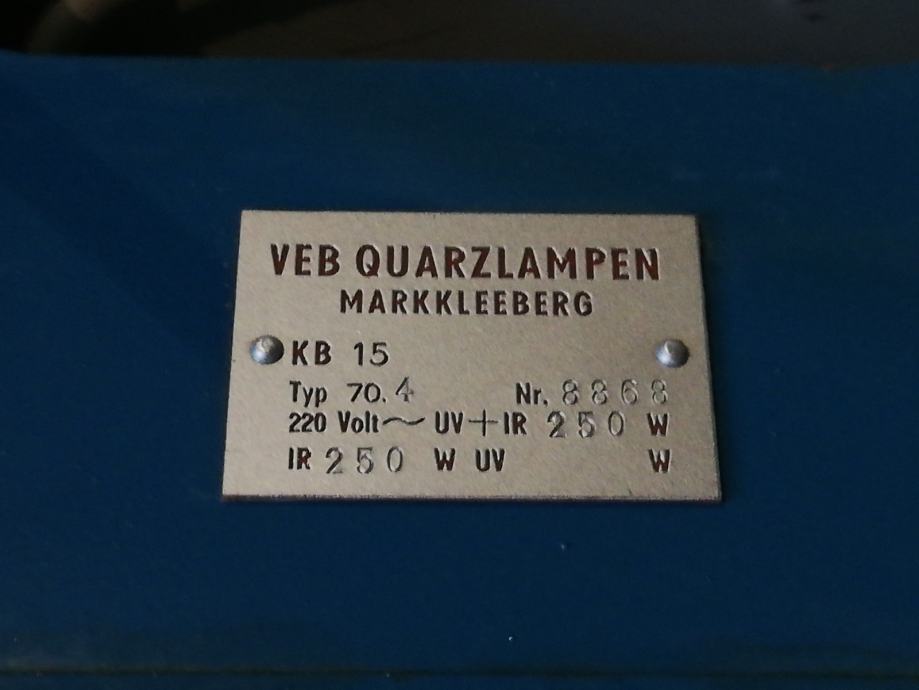 VEB QUARZLAMPEN
MARKKLEEBERG
KB 15
Typ 70.4 Nr. 8868
220 Volt~ UV+IR 250 W
IR 250 W UV W